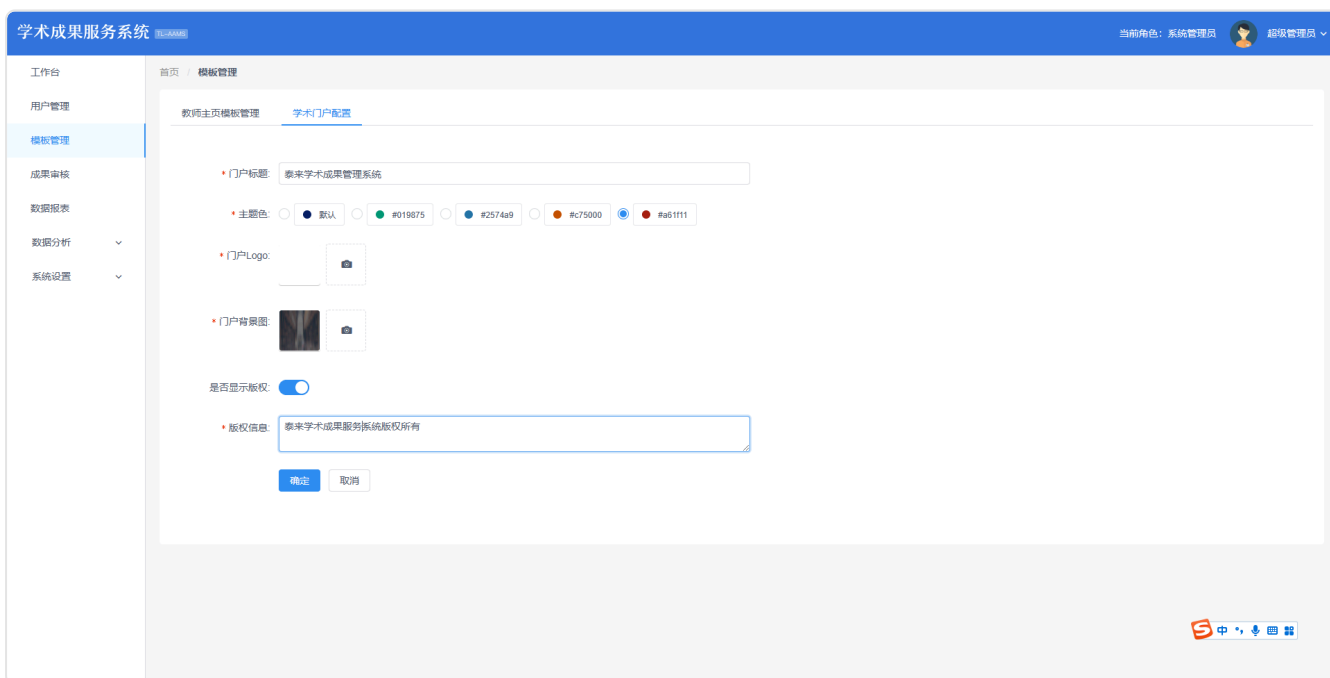 学术成果服务系统 TL-AAMS
当前角色：系统管理员 超级管理员
工作台
用户管理
模板管理
成果审核
数据报表
数据分析
系统设置
首页 / 模板管理
教师主页模板管理 学术门户配置
* 门户标题: 泰来学术成果管理系统
* 主题色: 默认 #019875 #2574a9 #c75000 #a61f11
* 门户Logo:
* 门户背景图:
是否显示版权:
* 版权信息: 泰来学术成果服务系统版权所有
确定 取消
中